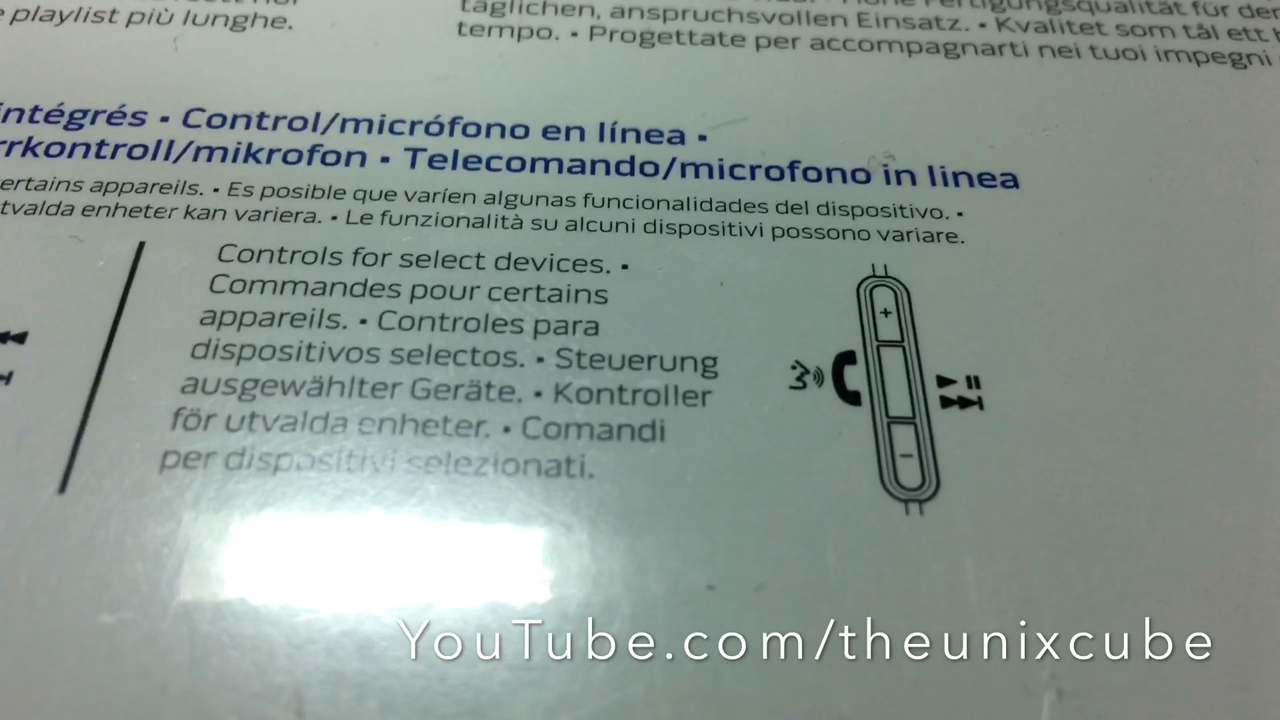 playlist più lunghe.
täglichen, anspruchsvollen Einsatz. • Kvalitet som tål ett
tempo. • Progettate per accompagnarti nei tuoi impegni
intégrés • Control/micrófono en línea •
rrkontroll/mikrofon • Telecomando/microfono in linea
ertains appareils. • Es posible que varíen algunas funcionalidades del dispositivo. •
tvalda enheter kan variera. • Le funzionalità su alcuni dispositivi possono variare.
Controls for select devices. •
Commandes pour certains
appareils. • Controles para
dispositivos selectos. • Steuerung
ausgewählter Geräte. • Kontroller
för utvalda enheter. • Comandi
per dispositivi selezionati.
+
−
YouTube.com/theunixcube